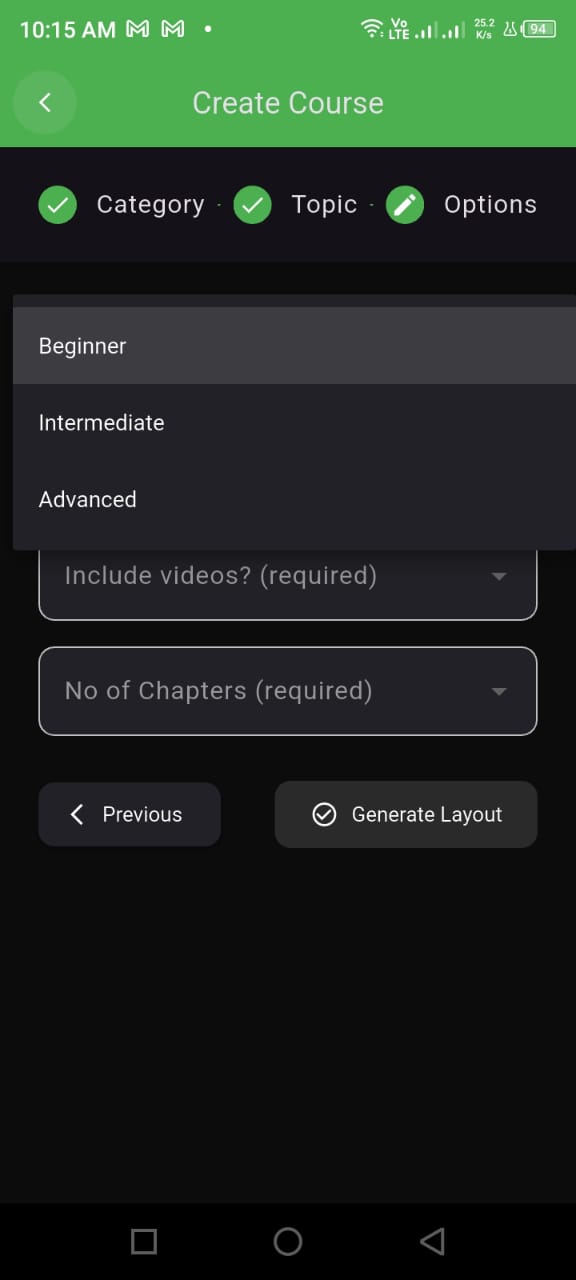 10:15 AM
Vo LTE
25.2 K/s
94
Create Course
Category Topic Options
Beginner
Intermediate
Advanced
Include videos? (required)
No of Chapters (required)
Previous Generate Layout